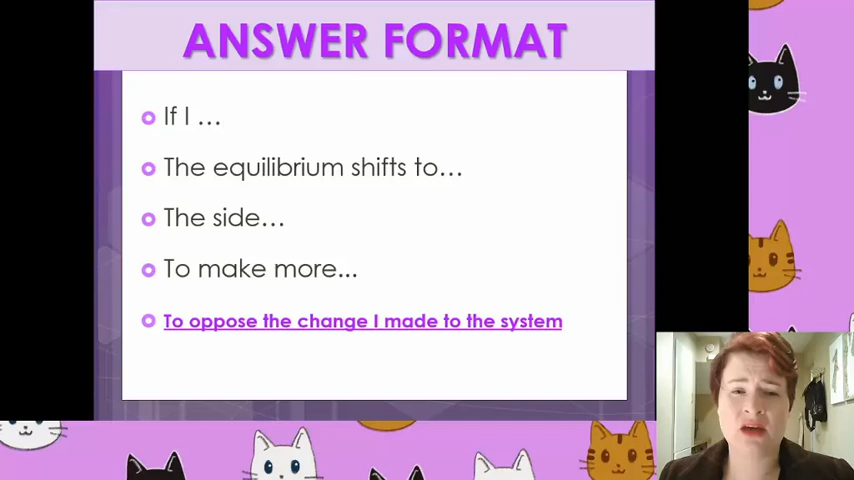 ANSWER FORMAT
If I …
The equilibrium shifts to…
The side…
To make more...
To oppose the change I made to the system